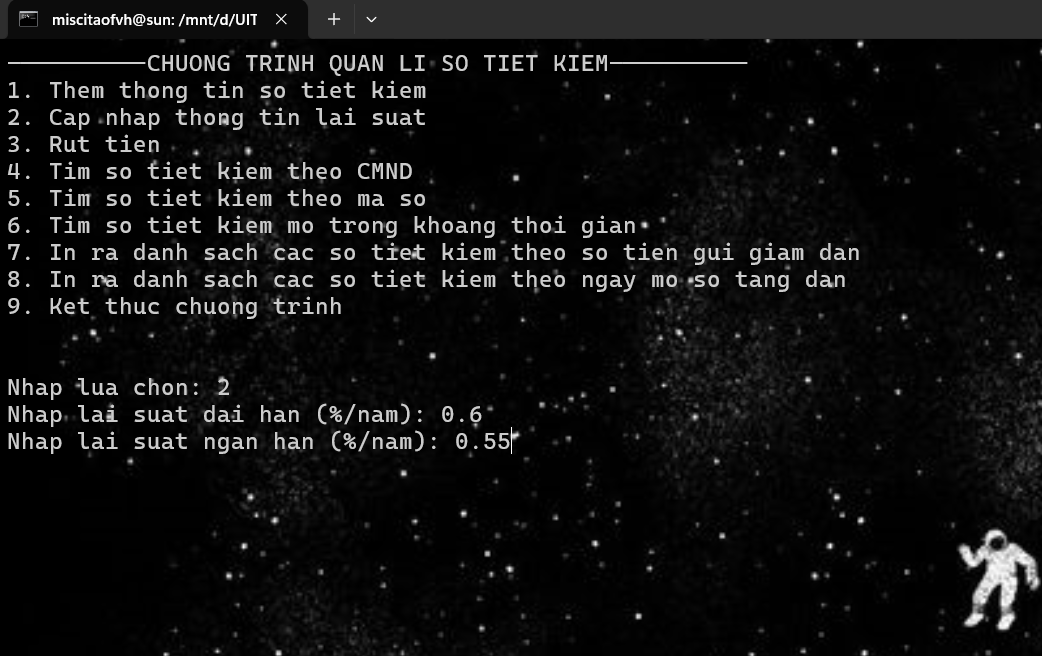 miscitaofvh@sun: /mnt/d/UIT
──────────CHUONG TRINH QUAN LI SO TIET KIEM──────────
1. Them thong tin so tiet kiem
2. Cap nhap thong tin lai suat
3. Rut tien
4. Tim so tiet kiem theo CMND
5. Tim so tiet kiem theo ma so
6. Tim so tiet kiem mo trong khoang thoi gian
7. In ra danh sach cac so tiet kiem theo so tien gui giam dan
8. In ra danh sach cac so tiet kiem theo ngay mo so tang dan
9. Ket thuc chuong trinh
Nhap lua chon: 2
Nhap lai suat dai han (%/nam): 0.6
Nhap lai suat ngan han (%/nam): 0.55